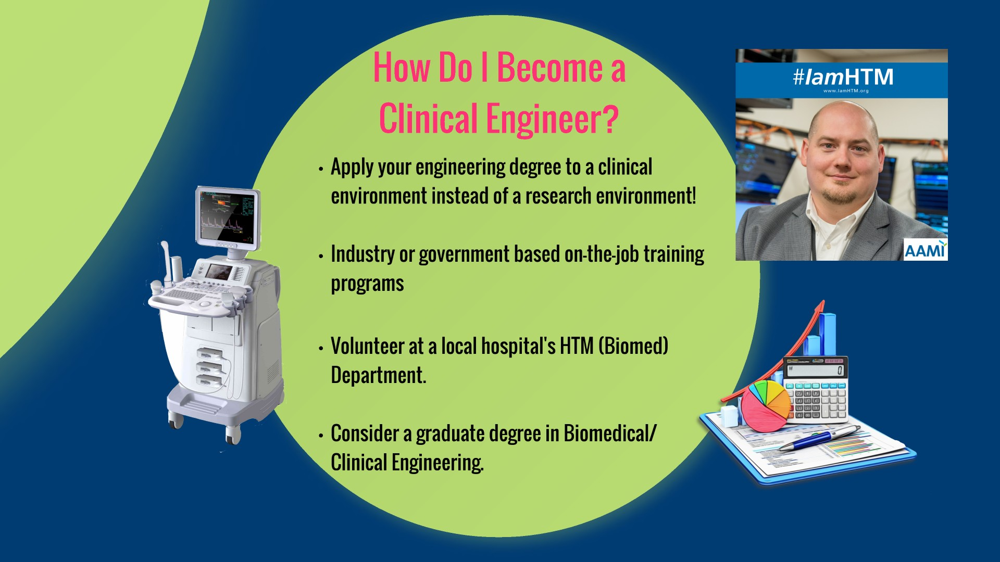 How Do I Become a
Clinical Engineer?
• Apply your engineering degree to a clinical
environment instead of a research environment!
• Industry or government based on-the-job training
programs
• Volunteer at a local hospital's HTM (Biomed)
Department.
• Consider a graduate degree in Biomedical/
Clinical Engineering.
#IamHTM
www.IamHTM.org
AAMI
M 0